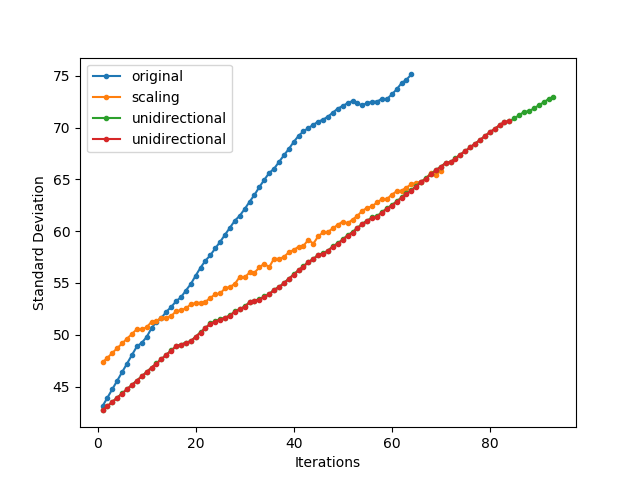 original
scaling
unidirectional
unidirectional
75
70
65
60
55
50
45
Standard Deviation
0 20 40 60 80
Iterations